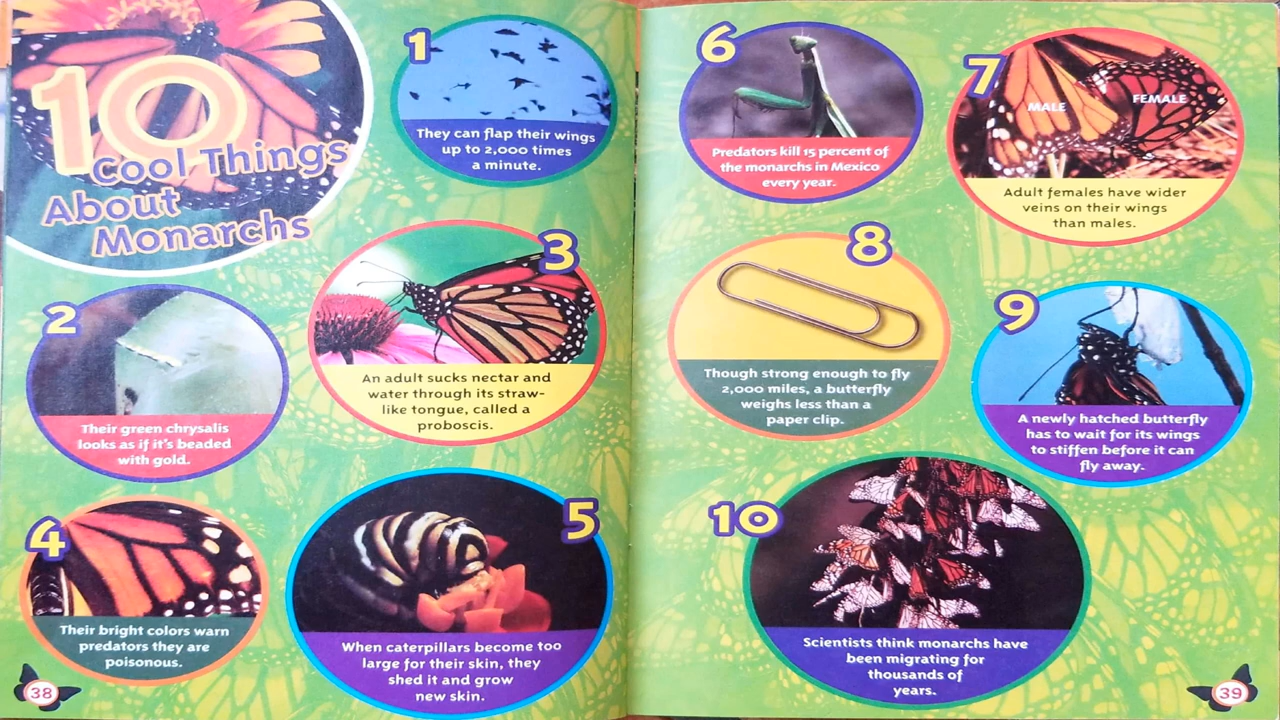 10
Cool Things
About
Monarchs
1
They can flap their wings
up to 2,000 times
a minute.
2
Their green chrysalis
looks as if it's beaded
with gold.
3
An adult sucks nectar and
water through its straw-
like tongue, called a
proboscis.
4
Their bright colors warn
predators they are
poisonous.
5
When caterpillars become too
large for their skin, they
shed it and grow
new skin.
38
6
Predators kill 15 percent of
the monarchs in Mexico
every year.
7
MALE
FEMALE
Adult females have wider
veins on their wings
than males.
8
Though strong enough to fly
2,000 miles, a butterfly
weighs less than a
paper clip.
9
A newly hatched butterfly
has to wait for its wings
to stiffen before it can
fly away.
10
Scientists think monarchs have
been migrating for
thousands of
years.
39